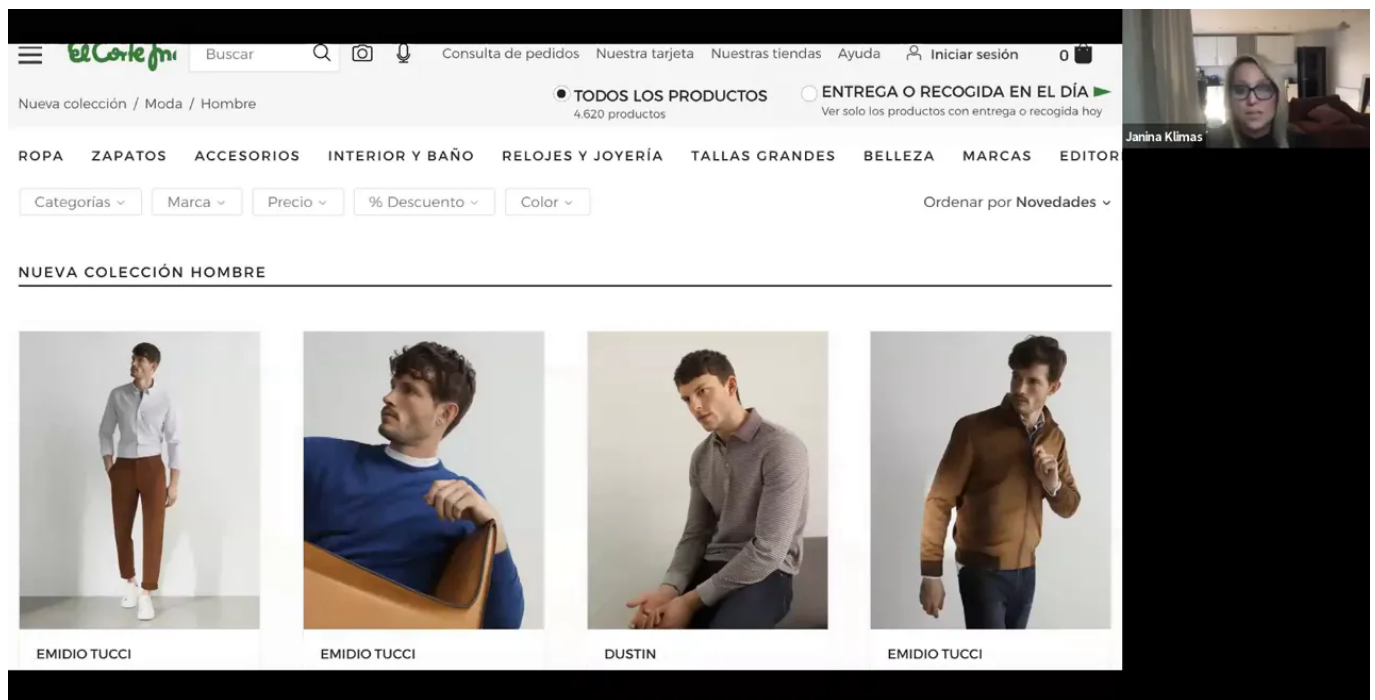 Buscar
Consulta de pedidos Nuestra tarjeta Nuestras tiendas Ayuda Iniciar sesión 0
Nueva colección / Moda / Hombre
TODOS LOS PRODUCTOS
4.620 productos
ENTREGA O RECOGIDA EN EL DÍA
Ver solo los productos con entrega o recogida hoy
Janina Klimas
ROPA ZAPATOS ACCESORIOS INTERIOR Y BAÑO RELOJES Y JOYERÍA TALLAS GRANDES BELLEZA MARCAS EDITOR
Categorías Marca Precio % Descuento Color Ordenar por Novedades
NUEVA COLECCIÓN HOMBRE
EMIDIO TUCCI EMIDIO TUCCI DUSTIN EMIDIO TUCCI